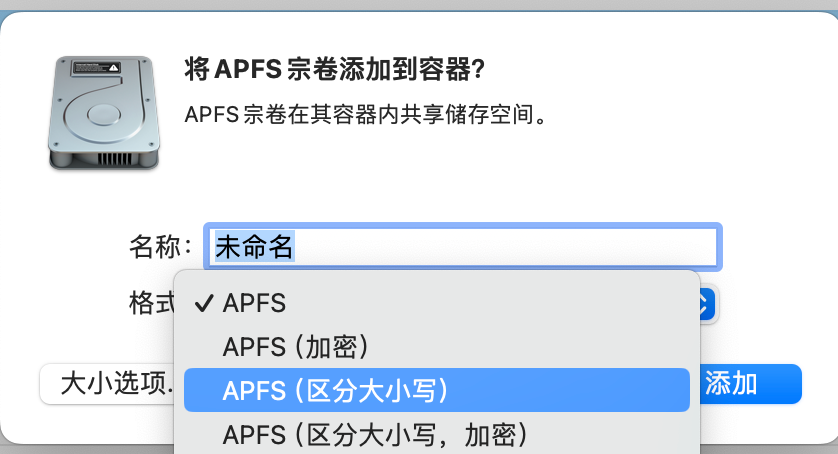 将 APFS 宗卷添加到容器?
APFS 宗卷在其容器内共享储存空间。
名称：
未命名
格式
✓ APFS
APFS（加密）
APFS（区分大小写）
APFS（区分大小写，加密）
大小选项.
添加